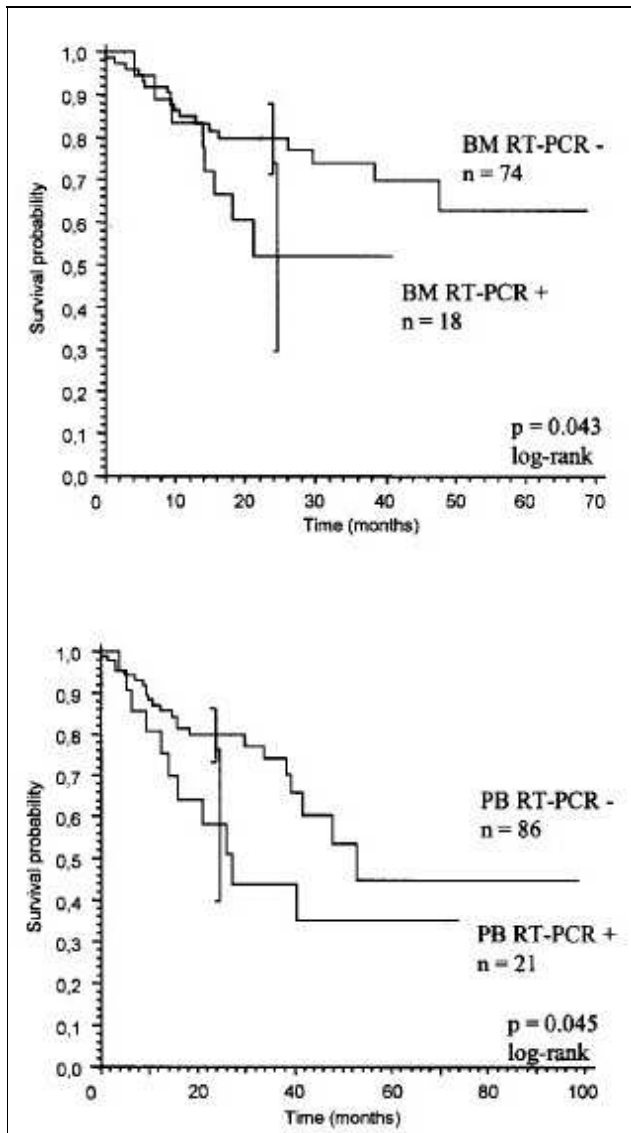 1,0
0,9
0,8
0,7
0,6
0,5
0,4
0,3
0,2
0,1
0,0
Survival probability
BM RT-PCR -
n = 74
BM RT-PCR +
n = 18
p = 0.043
log-rank
0 10 20 30 40 50 60 70
Time (months)
1,0
0,9
0,8
0,7
0,6
0,5
0,4
0,3
0,2
0,1
0,0
Survival probability
PB RT-PCR -
n = 86
PB RT-PCR +
n = 21
p = 0.045
log-rank
0 20 40 60 80 100
Time (months)